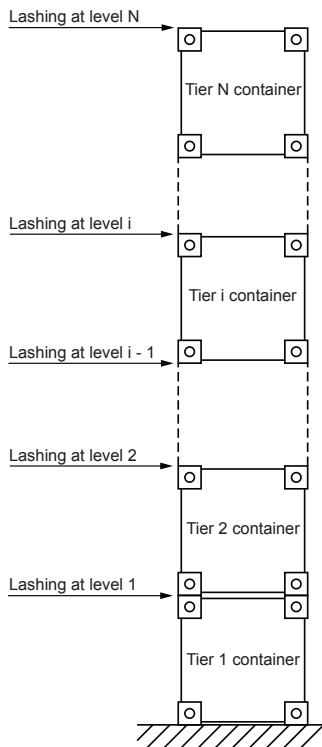 Lashing at level N
Tier N container
Lashing at level i
Tier i container
Lashing at level i - 1
Lashing at level 2
Tier 2 container
Lashing at level 1
Tier 1 container